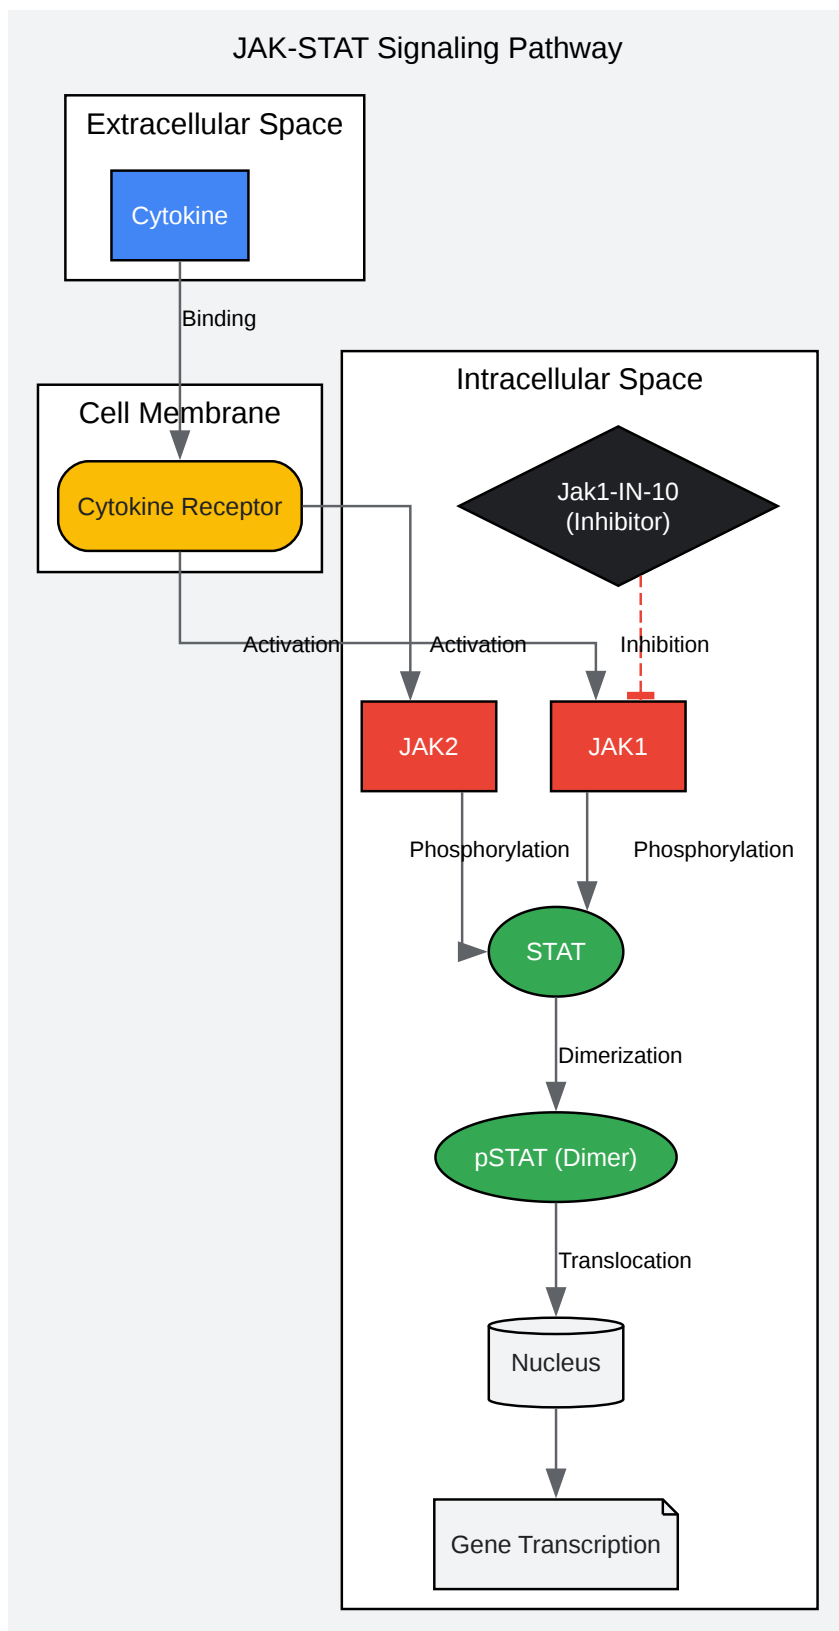 JAK-STAT Signaling Pathway
Extracellular Space
Cytokine
Binding
Intracellular Space
Cell Membrane
Cytokine Receptor
Jak1-IN-10
(Inhibitor)
Activation
Activation
Inhibition
JAK2
JAK1
Phosphorylation
Phosphorylation
STAT
Dimerization
pSTAT (Dimer)
Translocation
Nucleus
Gene Transcription